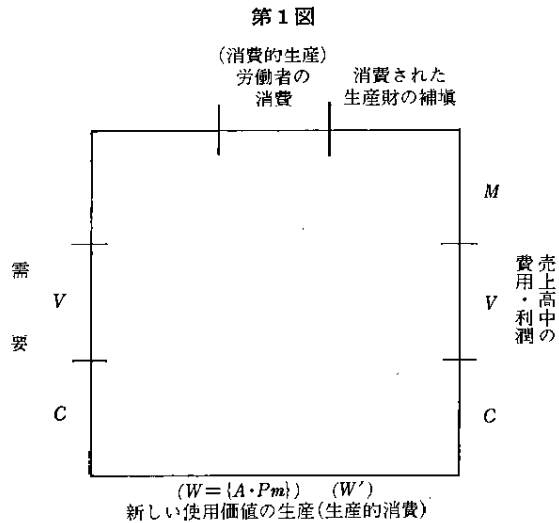 第1図
(消費的生産)
労働者の
消費
消費された
生産財の補塡
需要
V
C
M
V
C
売上高中の
費用・利潤
(W={A・Pm}) (W′)
新しい使用価値の生産(生産的消費)